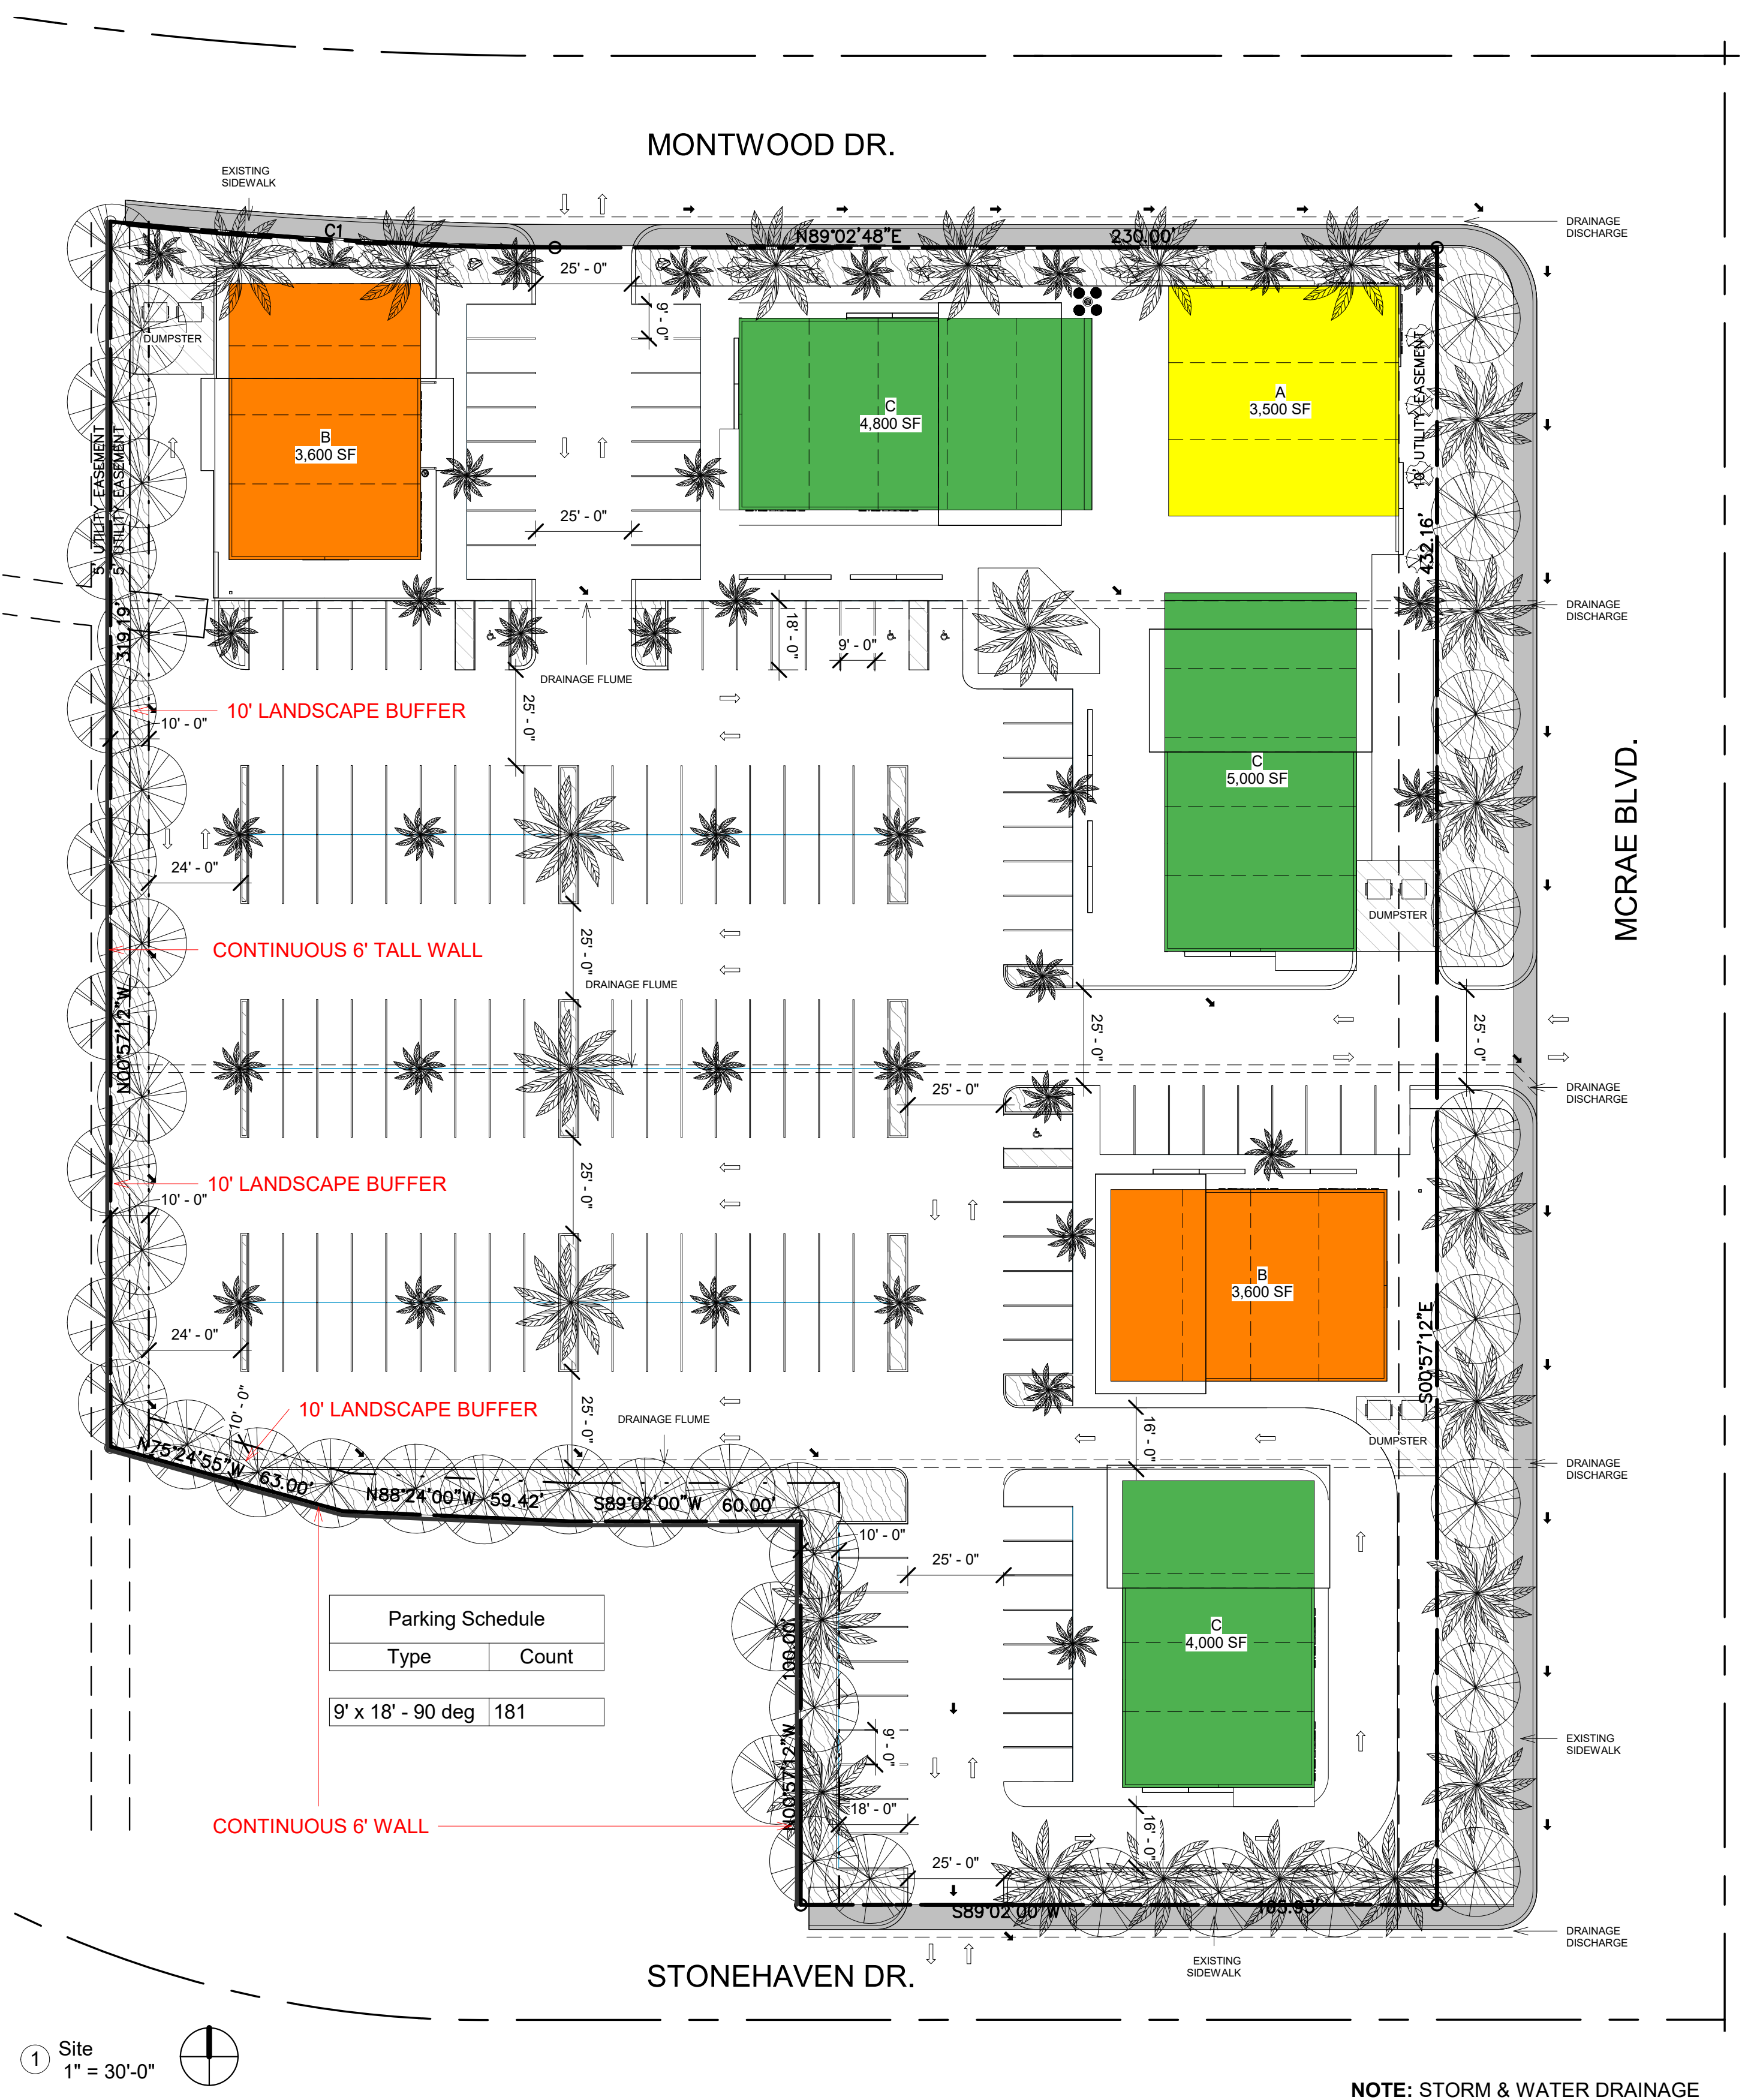 MONTWOOD DR.
EXISTING
SIDEWALK
DRAINAGE
DISCHARGE
C1
N89°02'48"E
230.00'
25' - 0"
9' - 0"
DUMPSTER
A
3,500 SF
C
4,800 SF
B
3,600 SF
10' UTILITY EASEMENT
5' UTILITY EASEMENT
5' UTILITY EASEMENT
25' - 0"
432.16'
319.19'
DRAINAGE
DISCHARGE
18' - 0"
9' - 0"
DRAINAGE FLUME
10' LANDSCAPE BUFFER
10' - 0"
25' - 0"
C
5,000 SF
MCRAE BLVD.
24' - 0"
DUMPSTER
CONTINUOUS 6' TALL WALL
25' - 0"
DRAINAGE FLUME
N00°57'12"W
25' - 0"
25' - 0"
25' - 0"
DRAINAGE
DISCHARGE
10' LANDSCAPE BUFFER
10' - 0"
25' - 0"
B
3,600 SF
24' - 0"
S00°57'12"E
10' - 0"
10' LANDSCAPE BUFFER
25' - 0"
DRAINAGE FLUME
16' - 0"
DUMPSTER
DRAINAGE
DISCHARGE
N75°24'55"W
63.00'
N88°24'00"W
59.42'
S89°02'00"W
60.00'
10' - 0"
25' - 0"
Parking Schedule
Type
Count
9' x 18' - 90 deg
181
100.00'
N00°57'12"W
C
4,000 SF
9' - 0"
EXISTING
SIDEWALK
18' - 0"
CONTINUOUS 6' WALL
16' - 0"
25' - 0"
S89°02'00"W
165.93'
DRAINAGE
DISCHARGE
EXISTING
SIDEWALK
STONEHAVEN DR.
1
Site
1" = 30'-0"
NOTE: STORM & WATER DRAINAGE